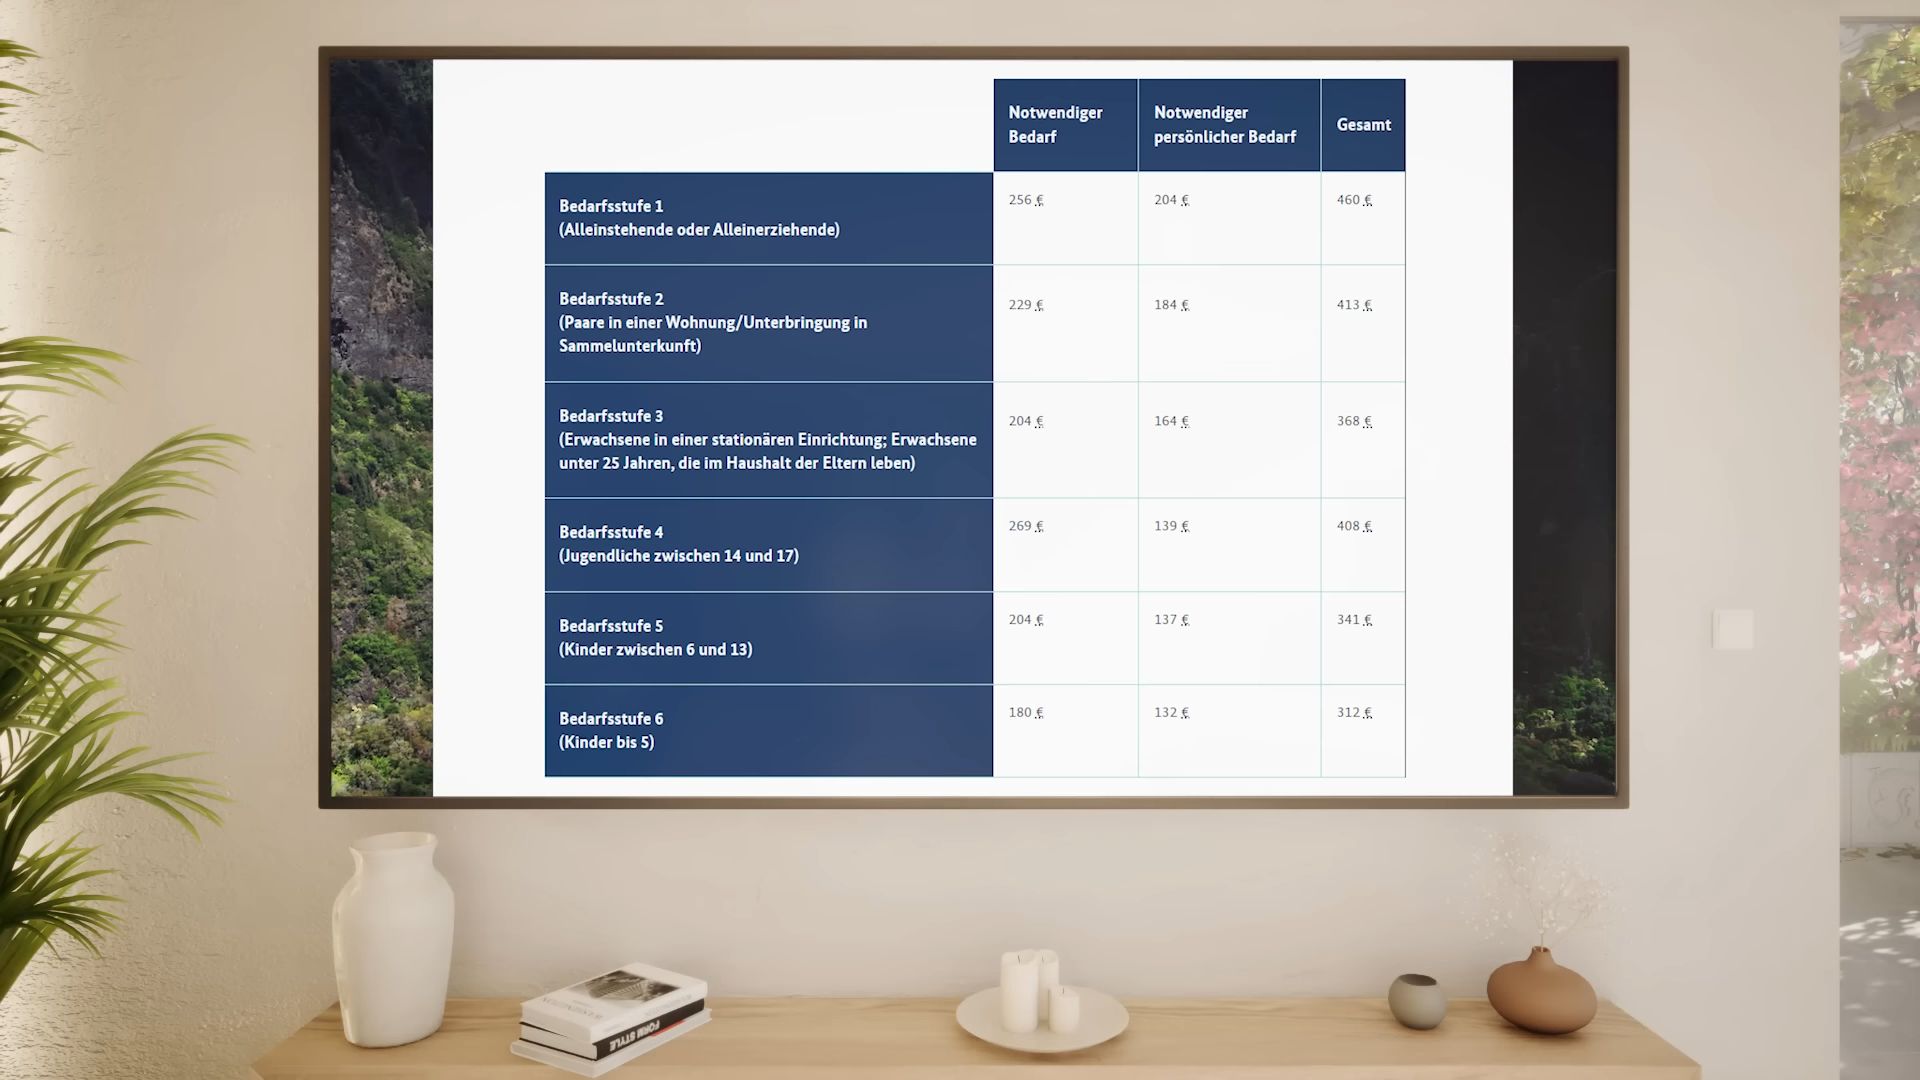 Notwendiger
Bedarf
Notwendiger
persönlicher Bedarf
Gesamt
Bedarfsstufe 1
(Alleinstehende oder Alleinerziehende)
256 €
204 €
460 €
Bedarfsstufe 2
(Paare in einer Wohnung/Unterbringung in
Sammelunterkunft)
229 €
184 €
413 €
Bedarfsstufe 3
(Erwachsene in einer stationären Einrichtung; Erwachsene
unter 25 Jahren, die im Haushalt der Eltern leben)
204 €
164 €
368 €
Bedarfsstufe 4
(Jugendliche zwischen 14 und 17)
269 €
139 €
408 €
Bedarfsstufe 5
(Kinder zwischen 6 und 13)
204 €
137 €
341 €
Bedarfsstufe 6
(Kinder bis 5)
180 €
132 €
312 €
FORM STYLE